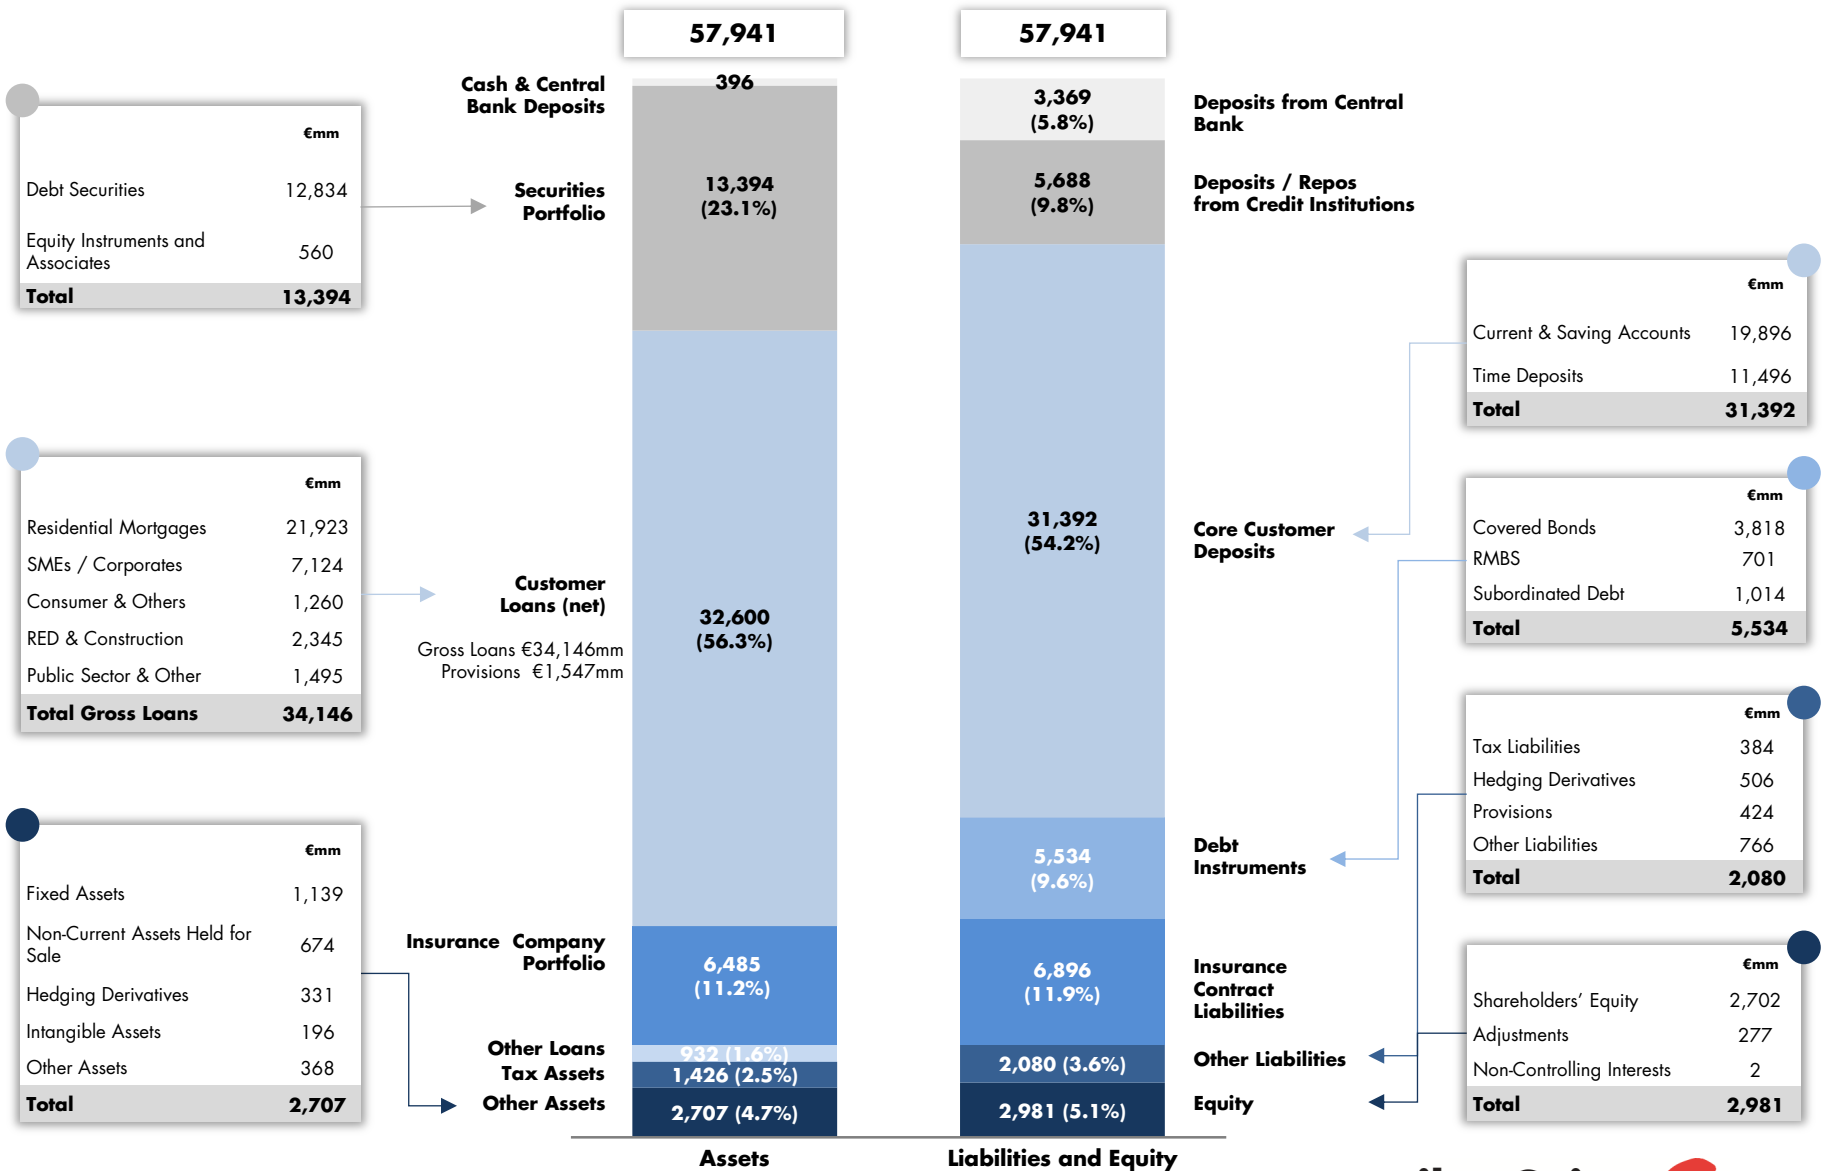 57,941
57,941
Cash & Central
Bank Deposits
396
3,369
(5.8%)
Deposits from Central
Bank
€mm
Debt Securities 12,834
Equity Instruments and
Associates
560
Total 13,394
Securities
Portfolio
13,394
(23.1%)
5,688
(9.8%)
Deposits / Repos
from Credit Institutions
€mm
Current & Saving Accounts 19,896
Time Deposits 11,496
Total 31,392
€mm
Residential Mortgages 21,923
SMEs / Corporates 7,124
Consumer & Others 1,260
RED & Construction 2,345
Public Sector & Other 1,495
Total Gross Loans 34,146
Customer
Loans (net)
Gross Loans €34,146mm
Provisions €1,547mm
32,600
(56.3%)
31,392
(54.2%)
Core Customer
Deposits
€mm
Covered Bonds 3,818
RMBS 701
Subordinated Debt 1,014
Total 5,534
€mm
Tax Liabilities 384
Hedging Derivatives 506
Provisions 424
Other Liabilities 766
Total 2,080
5,534
(9.6%)
Debt
Instruments
€mm
Fixed Assets 1,139
Non-Current Assets Held for
Sale
674
Hedging Derivatives 331
Intangible Assets 196
Other Assets 368
Total 2,707
Insurance Company
Portfolio
6,485
(11.2%)
6,896
(11.9%)
Insurance
Contract
Liabilities
€mm
Shareholders' Equity 2,702
Adjustments 277
Non-Controlling Interests 2
Total 2,981
Other Loans
932 (1.6%)
Tax Assets
1,426 (2.5%)
2,080 (3.6%)
Other Liabilities
Other Assets
2,707 (4.7%)
2,981 (5.1%)
Equity
Assets
Liabilities and Equity